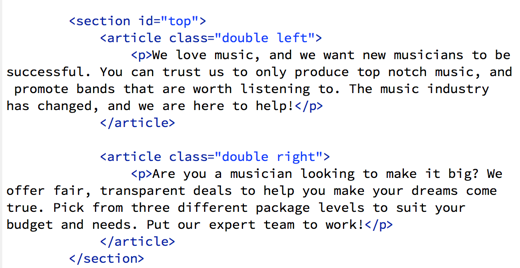 <section id="top">
<article class="double left">
<p>We love music, and we want new musicians to be
successful. You can trust us to only produce top notch music, and
promote bands that are worth listening to. The music industry
has changed, and we are here to help!</p>
</article>
<article class="double right">
<p>Are you a musician looking to make it big? We
offer fair, transparent deals to help you make your dreams come
true. Pick from three different package levels to suit your
budget and needs. Put our expert team to work!</p>
</article>
</section>